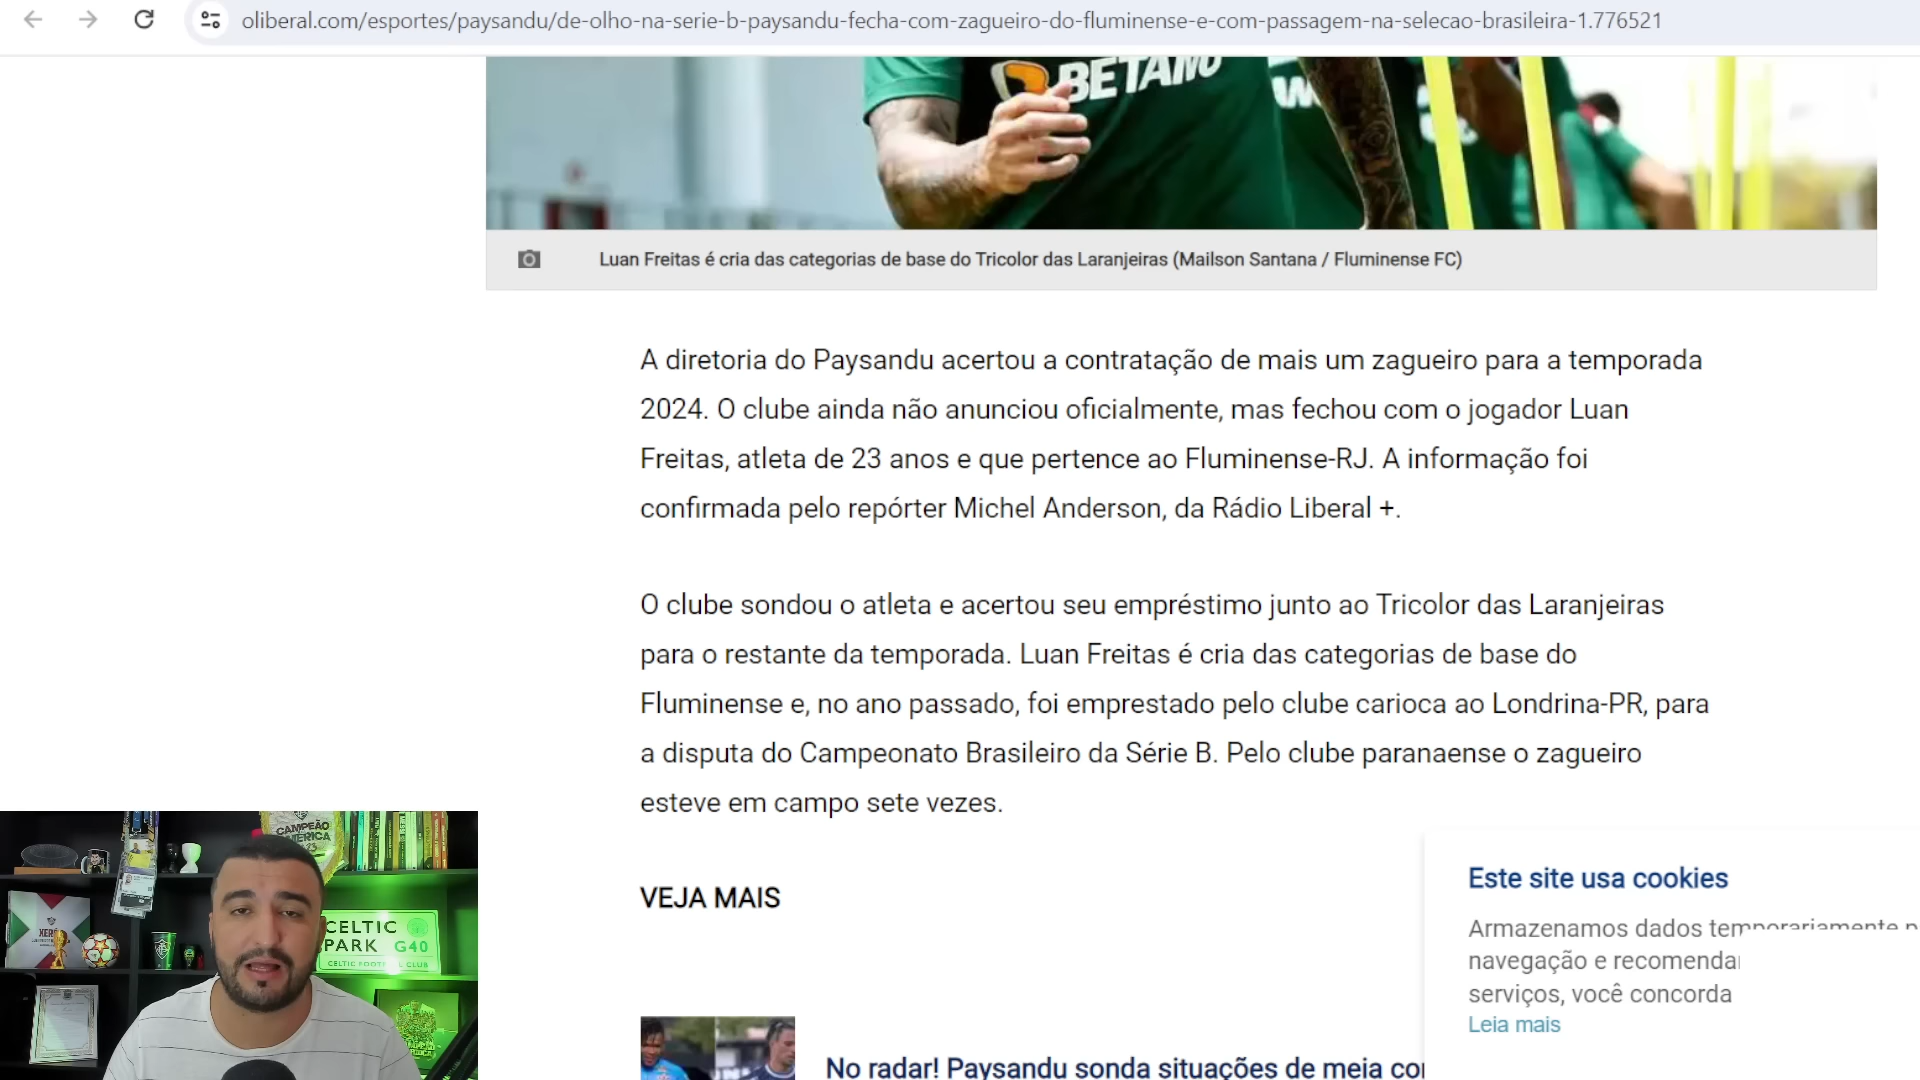 oliberal.com/esportes/paysandu/de-olho-na-serie-b-paysandu-fecha-com-zagueiro-do-fluminense-e-com-passagem-na-selecao-brasileira-1.776521
BETANO
Luan Freitas é cria das categorias de base do Tricolor das Laranjeiras (Mailson Santana / Fluminense FC)
A diretoria do Paysandu acertou a contratação de mais um zagueiro para a temporada
2024. O clube ainda não anunciou oficialmente, mas fechou com o jogador Luan
Freitas, atleta de 23 anos e que pertence ao Fluminense-RJ. A informação foi
confirmada pelo repórter Michel Anderson, da Rádio Liberal +.
O clube sondou o atleta e acertou seu empréstimo junto ao Tricolor das Laranjeiras
para o restante da temporada. Luan Freitas é cria das categorias de base do
Fluminense e, no ano passado, foi emprestado pelo clube carioca ao Londrina-PR, para
a disputa do Campeonato Brasileiro da Série B. Pelo clube paranaense o zagueiro
esteve em campo sete vezes.
VEJA MAIS
No radar! Paysandu sonda situações de meia
Este site usa cookies
Armazenamos dados temporariamente
navegação e
serviços, você concorda
Leia mais
CAMPEÃO
CELTIC
PARK G40
CELTIC FOOTBALL CLUB